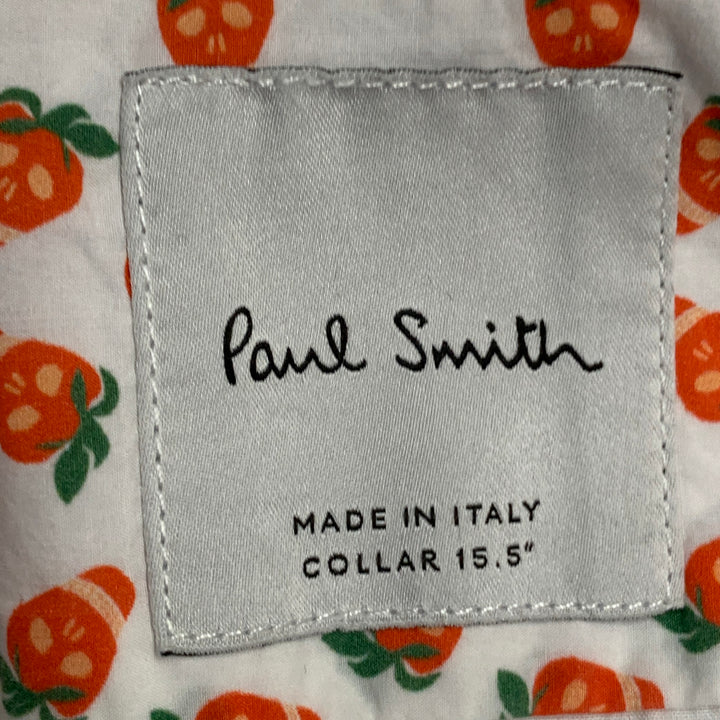 Paul Smith
MADE IN ITALY
COLLAR 15.5"